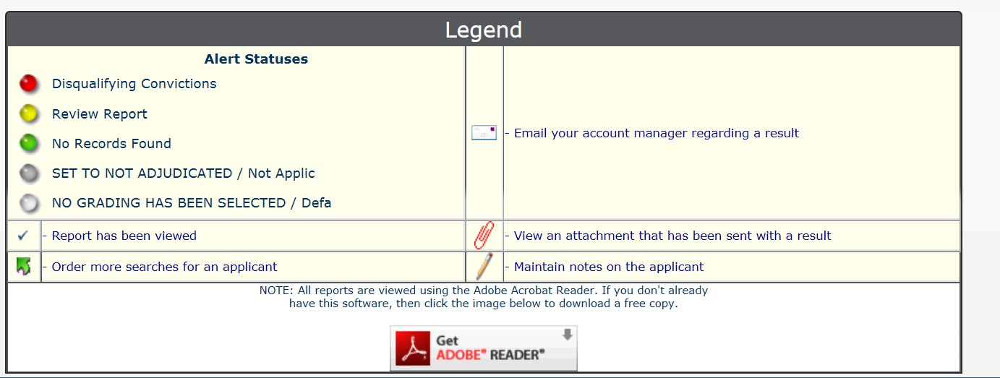 Legend
Alert Statuses
Disqualifying Convictions
Review Report
No Records Found
SET TO NOT ADJUDICATED / Not Applic
NO GRADING HAS BEEN SELECTED / Defa
- Email your account manager regarding a result
- Report has been viewed
- View an attachment that has been sent with a result
- Order more searches for an applicant
- Maintain notes on the applicant
NOTE: All reports are viewed using the Adobe Acrobat Reader. If you don't already
have this software, then click the image below to download a free copy.
Get
ADOBE® READER®